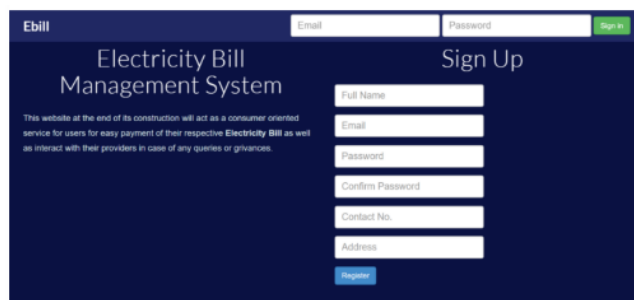 Ebill
Email
Password
Sign in
Electricity Bill
Management System
This website at the end of its construction will act as a consumer oriented
service for users for easy payment of their respective Electricity Bill as well
as interact with their providers in case of any queries or grivances.
Sign Up
Full Name
Email
Password
Confirm Password
Contact No.
Address
Register